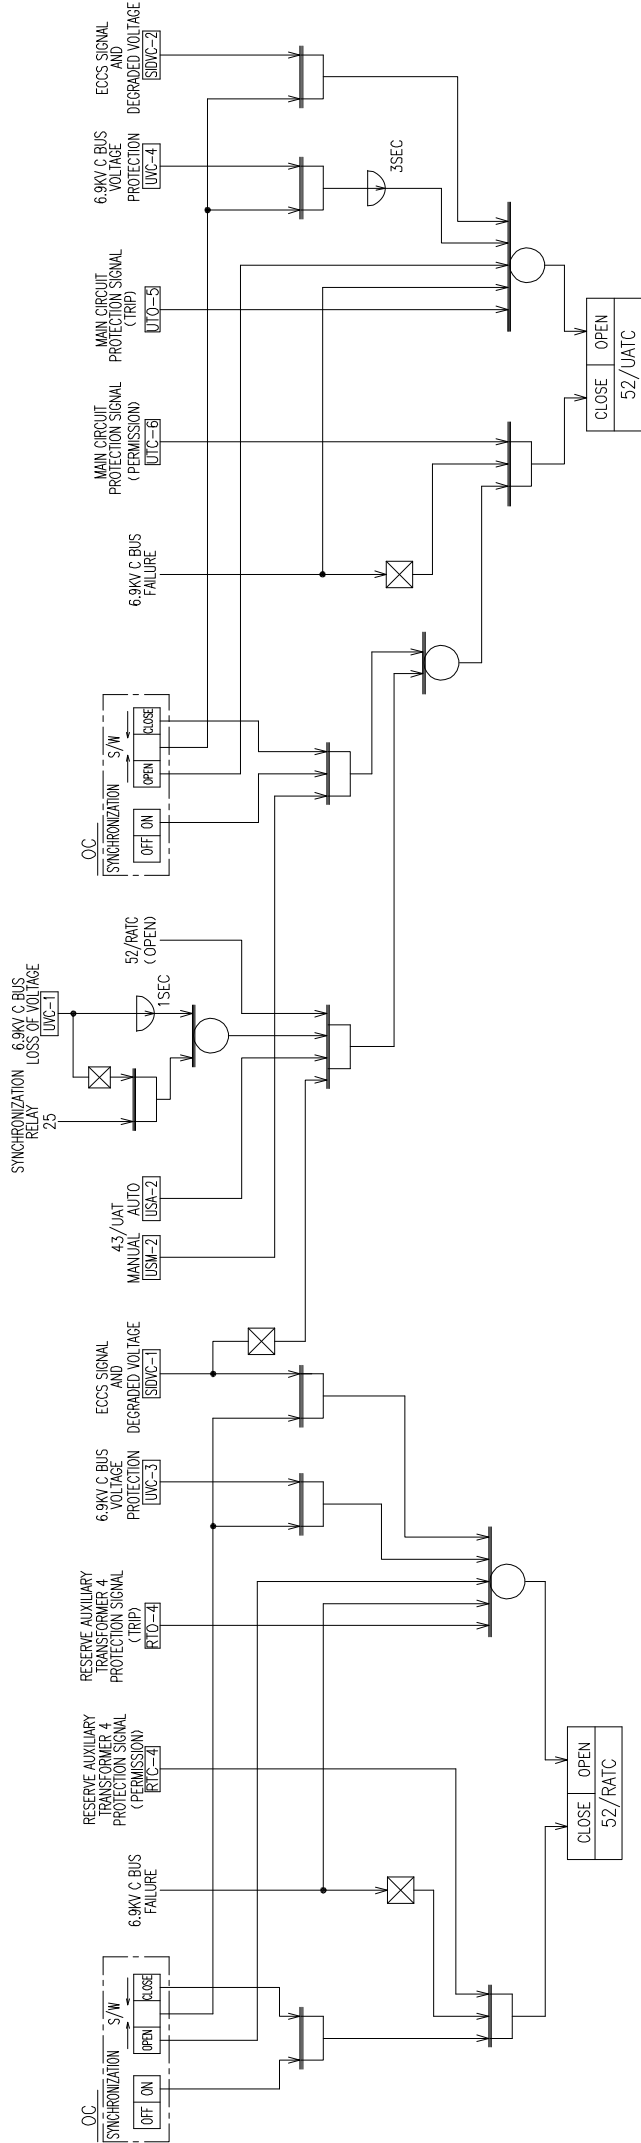 OC
SYNCHRONIZATION
OFF ON
S/W
OPEN CLOSE
6.9KV C BUS
FAILURE
RESERVE AUXILIARY
TRANSFORMER 4
PROTECTION SIGNAL
(PERMISSION)
RTC-4
RESERVE AUXILIARY
TRANSFORMER 4
PROTECTION SIGNAL
(TRIP)
RTO-4
6.9KV C BUS
VOLTAGE
PROTECTION
UVC-3
ECCS SIGNAL
AND
DEGRADED VOLTAGE
SIDVC-1
43/UAT
MANUAL AUTO
USM-2 USA-2
SYNCHRONIZATION
RELAY
25
6.9KV C BUS
LOSS OF VOLTAGE
UVC-1
1SEC
52/RATC
(OPEN)
OC
SYNCHRONIZATION
OFF ON
S/W
OPEN CLOSE
6.9KV C BUS
FAILURE
MAIN CIRCUIT
PROTECTION SIGNAL
(PERMISSION)
UTC-6
MAIN CIRCUIT
PROTECTION SIGNAL
(TRIP)
UTO-5
6.9KV C BUS
VOLTAGE
PROTECTION
UVC-4
3SEC
ECCS SIGNAL
AND
DEGRADED VOLTAGE
SIDVC-2
CLOSE OPEN
52/RATC
CLOSE OPEN
52/UATC